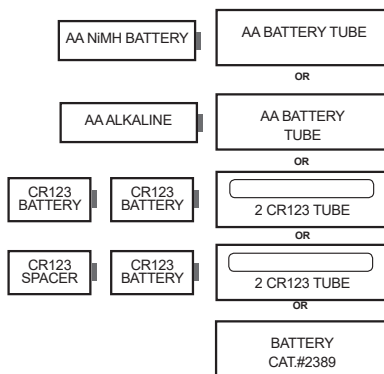 AA NiMH BATTERY
AA BATTERY TUBE
OR
AA ALKALINE
AA BATTERY
TUBE
OR
CR123
BATTERY
CR123
BATTERY
2 CR123 TUBE
OR
CR123
SPACER
CR123
BATTERY
2 CR123 TUBE
OR
BATTERY
CAT.#2389